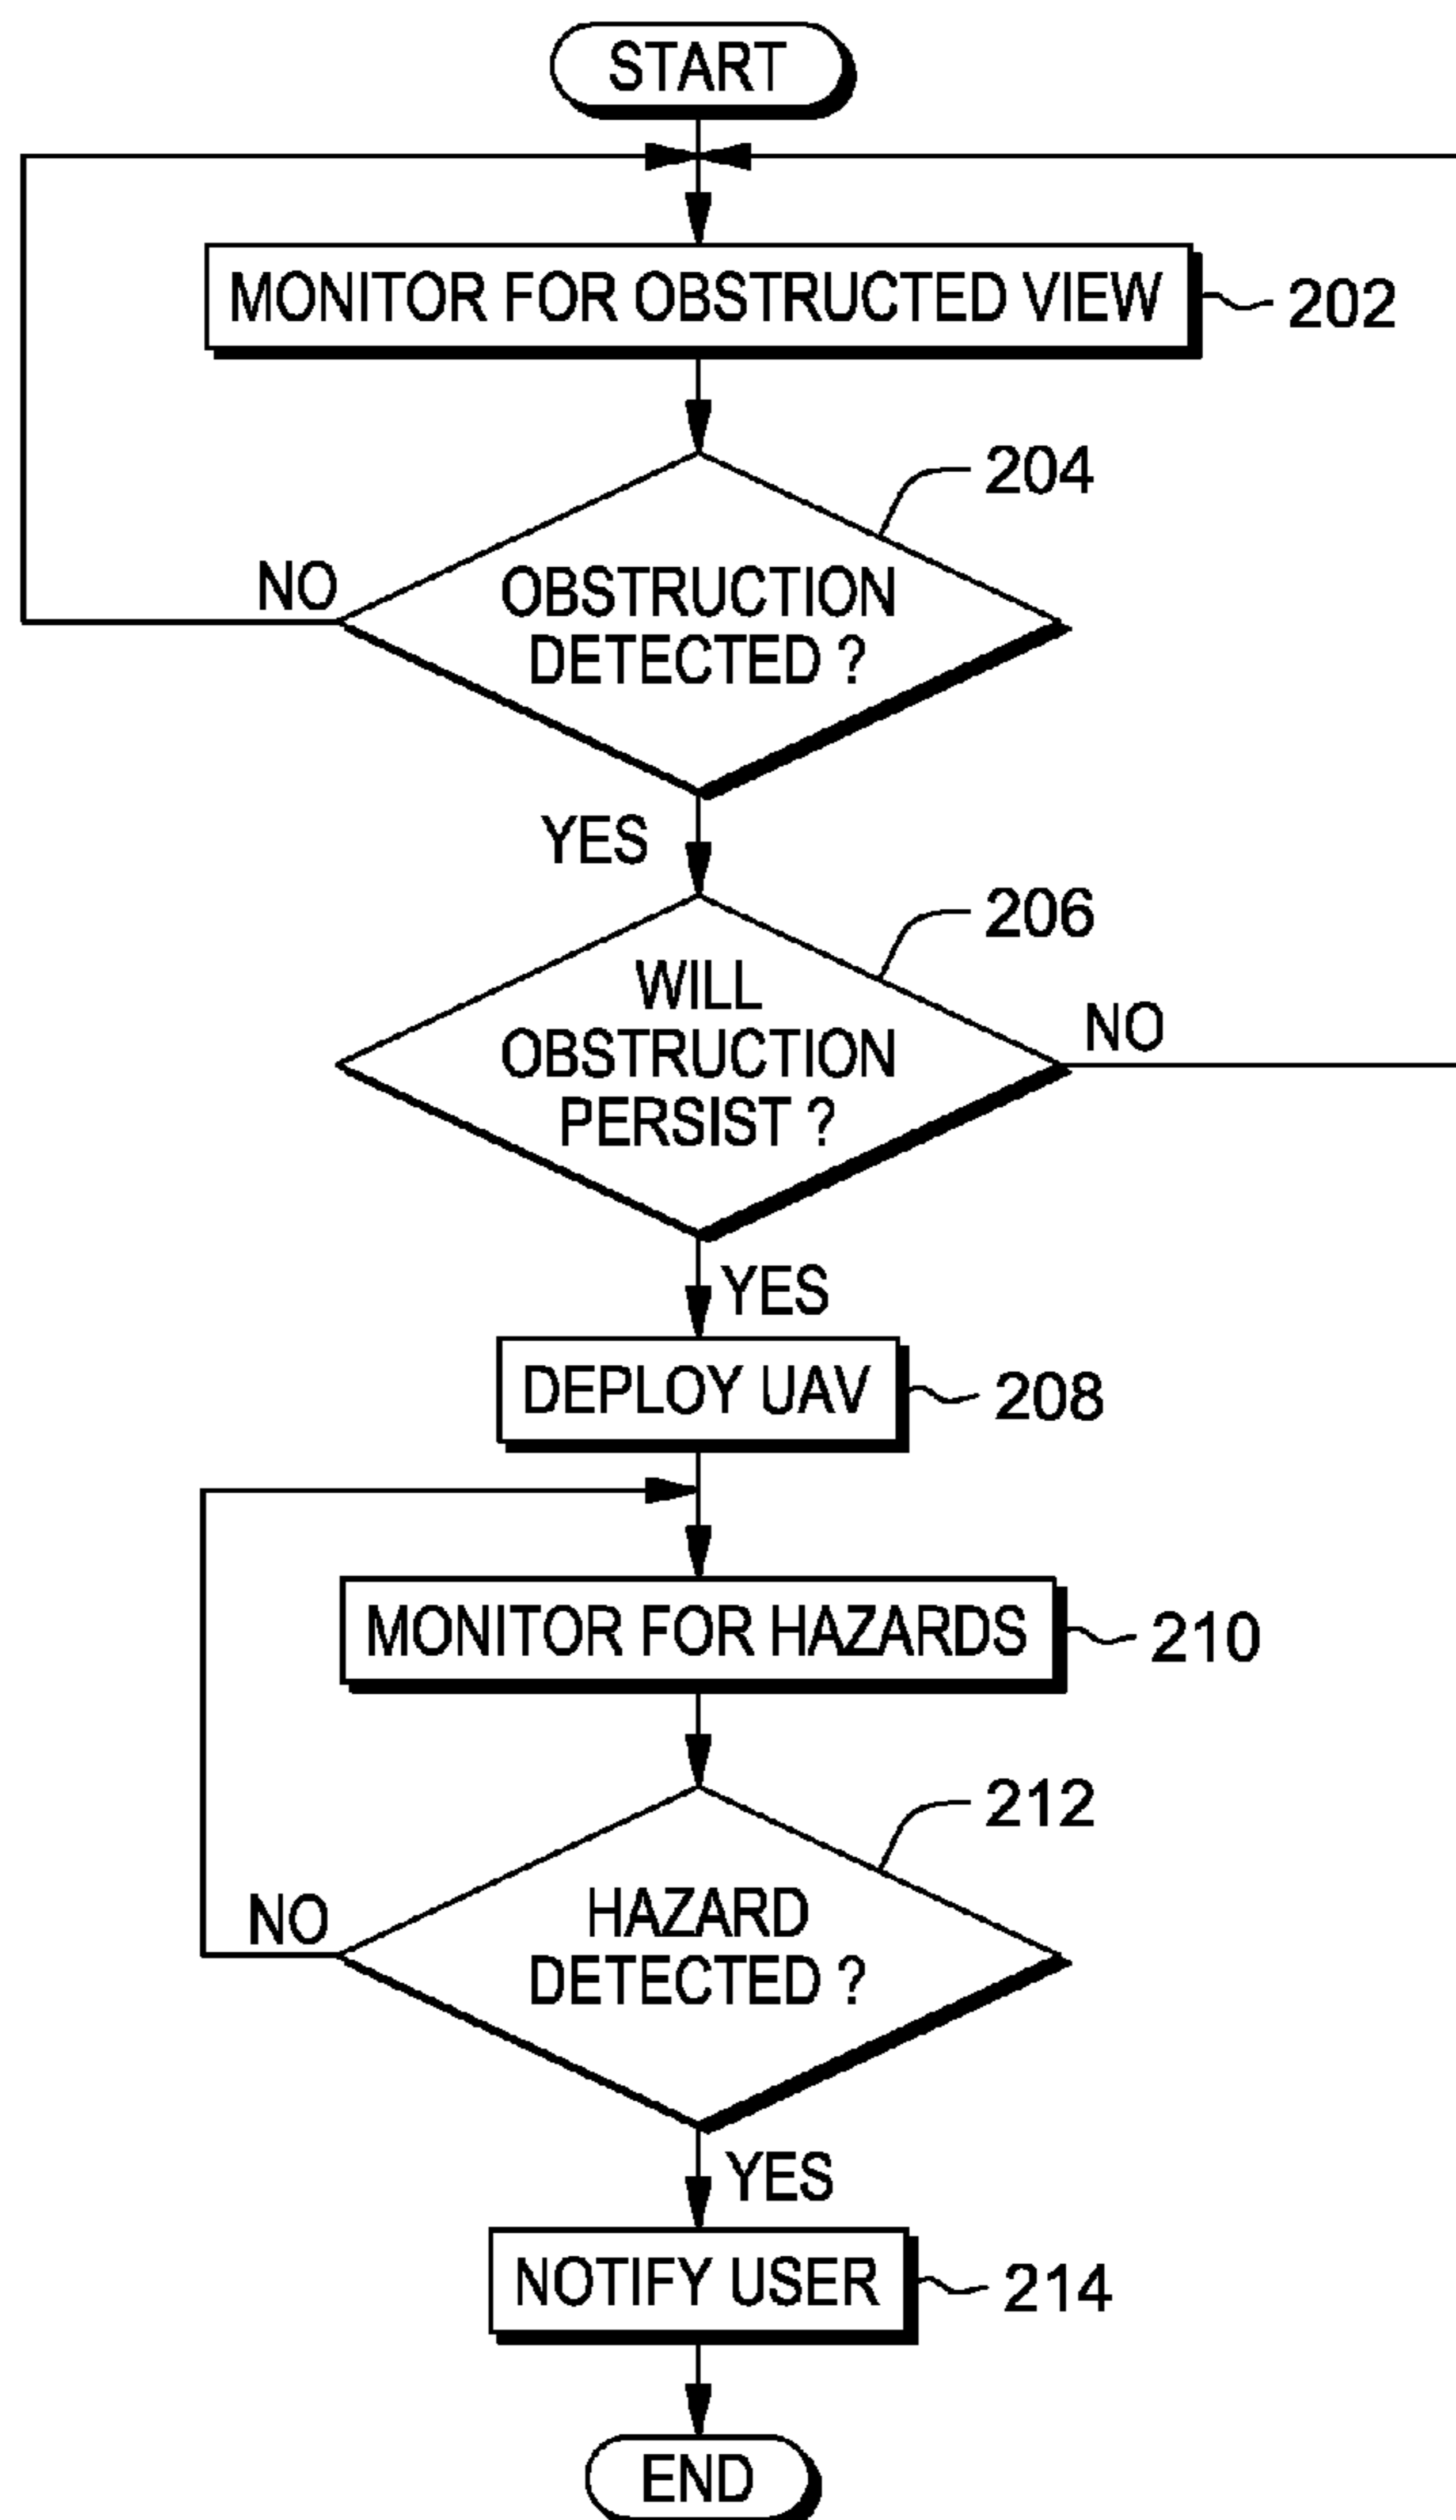 START
MONITOR FOR OBSTRUCTED VIEW
202
204
NO
OBSTRUCTION
DETECTED ?
YES
206
WILL
OBSTRUCTION
PERSIST ?
NO
YES
DEPLOY UAV
208
MONITOR FOR HAZARDS
210
212
NO
HAZARD
DETECTED ?
YES
NOTIFY USER
214
END